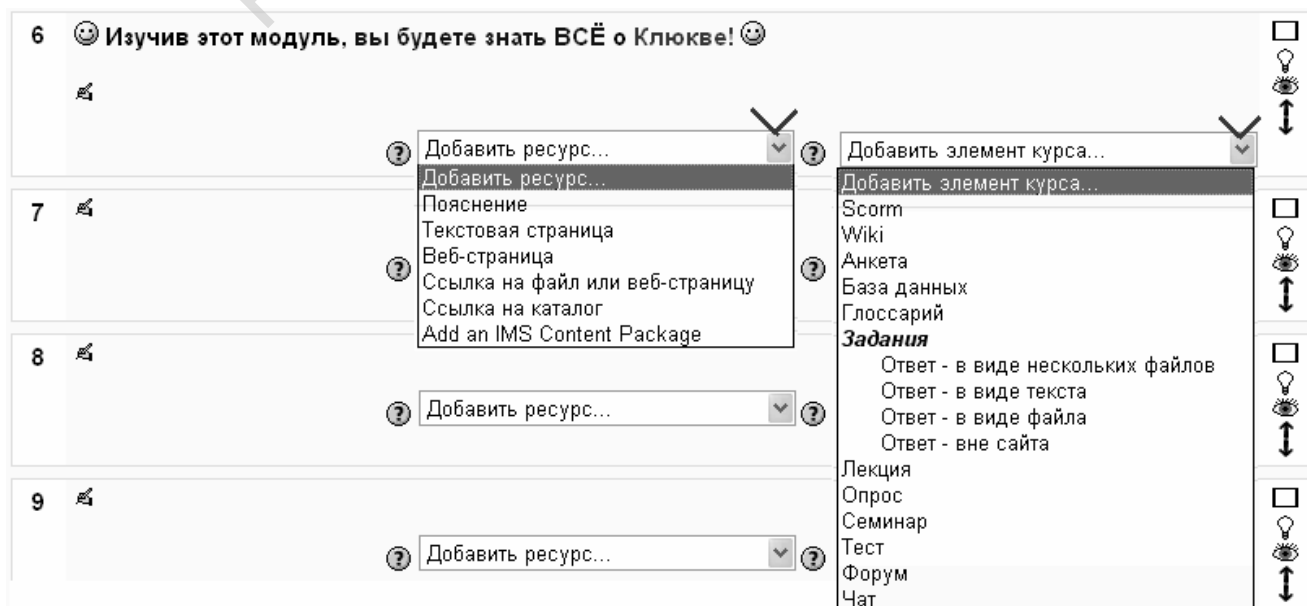 6 Изучив этот модуль, вы будете знать ВСЁ о Клюкве!
Добавить ресурс...
Добавить ресурс...
Пояснение
Текстовая страница
Веб-страница
Ссылка на файл или веб-страницу
Ссылка на каталог
Add an IMS Content Package
Добавить элемент курса...
Добавить элемент курса...
Scorm
Wiki
Анкета
База данных
Глоссарий
Задания
Ответ - в виде нескольких файлов
Ответ - в виде текста
Ответ - в виде файла
Ответ - вне сайта
Лекция
Опрос
Семинар
Тест
Форум
Чат
7
8
Добавить ресурс...
9
Добавить ресурс...